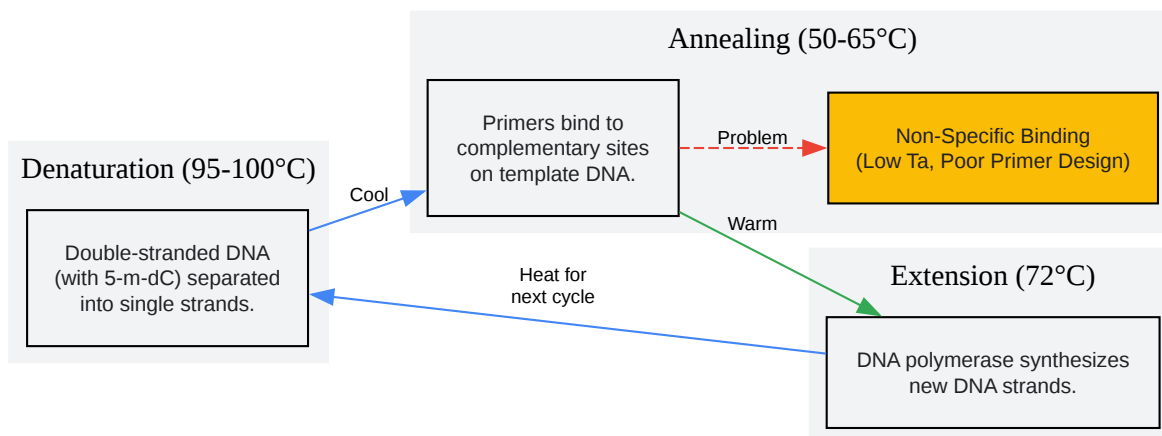 Denaturation (95-100°C)
Double-stranded DNA
(with 5-m-dC) separated
into single strands.
Cool
Annealing (50-65°C)
Primers bind to
complementary sites
on template DNA.
Problem
Non-Specific Binding
(Low Ta, Poor Primer Design)
Warm
Extension (72°C)
DNA polymerase synthesizes
new DNA strands.
Heat for
next cycle